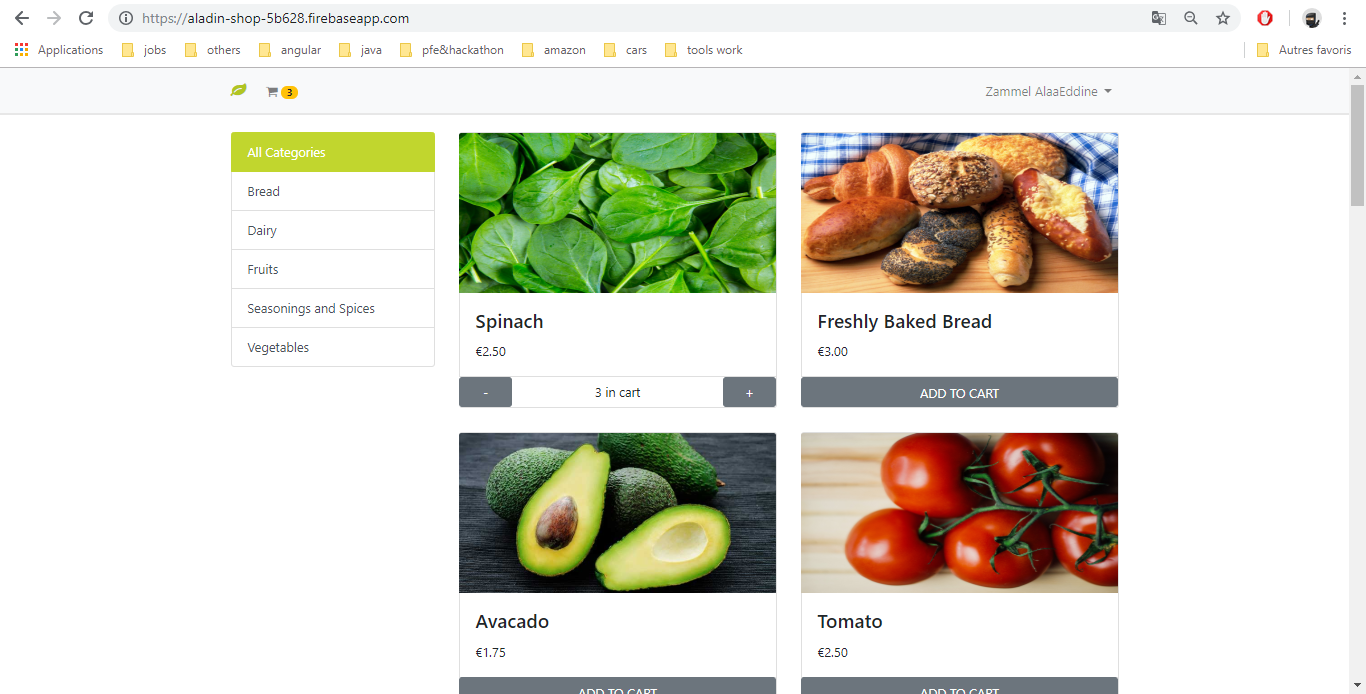 https://aladin-shop-5b628.firebaseapp.com
Applications jobs others angular java pfe&hackathon amazon cars tools work Autres favoris
3 Zammel AlaaEddine
All Categories
Bread
Dairy
Fruits
Seasonings and Spices
Vegetables
Spinach
€2.50
- 3 in cart +
Freshly Baked Bread
€3.00
ADD TO CART
Avacado
€1.75
ADD TO CART
Tomato
€2.50
ADD TO CART